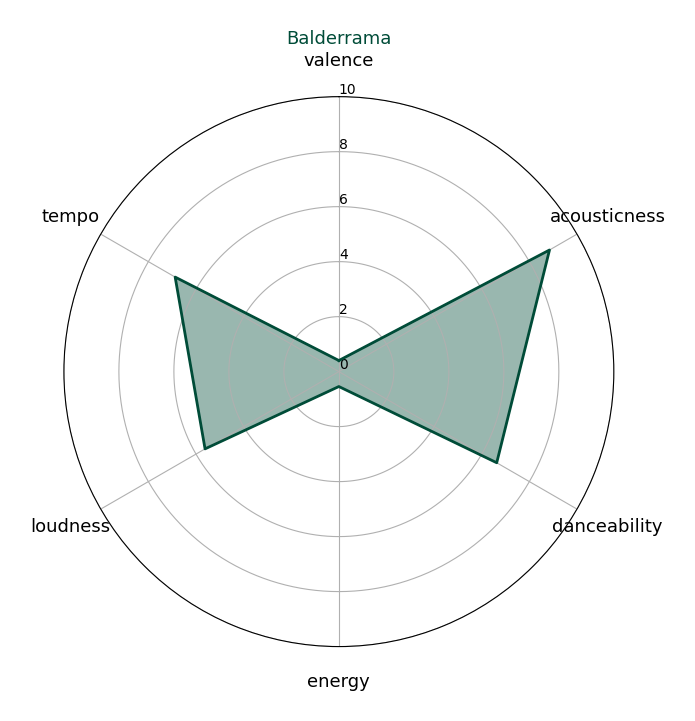 Balderrama
valence
10
8
tempo
6
acousticness
4
2
0
loudness
danceability
energy